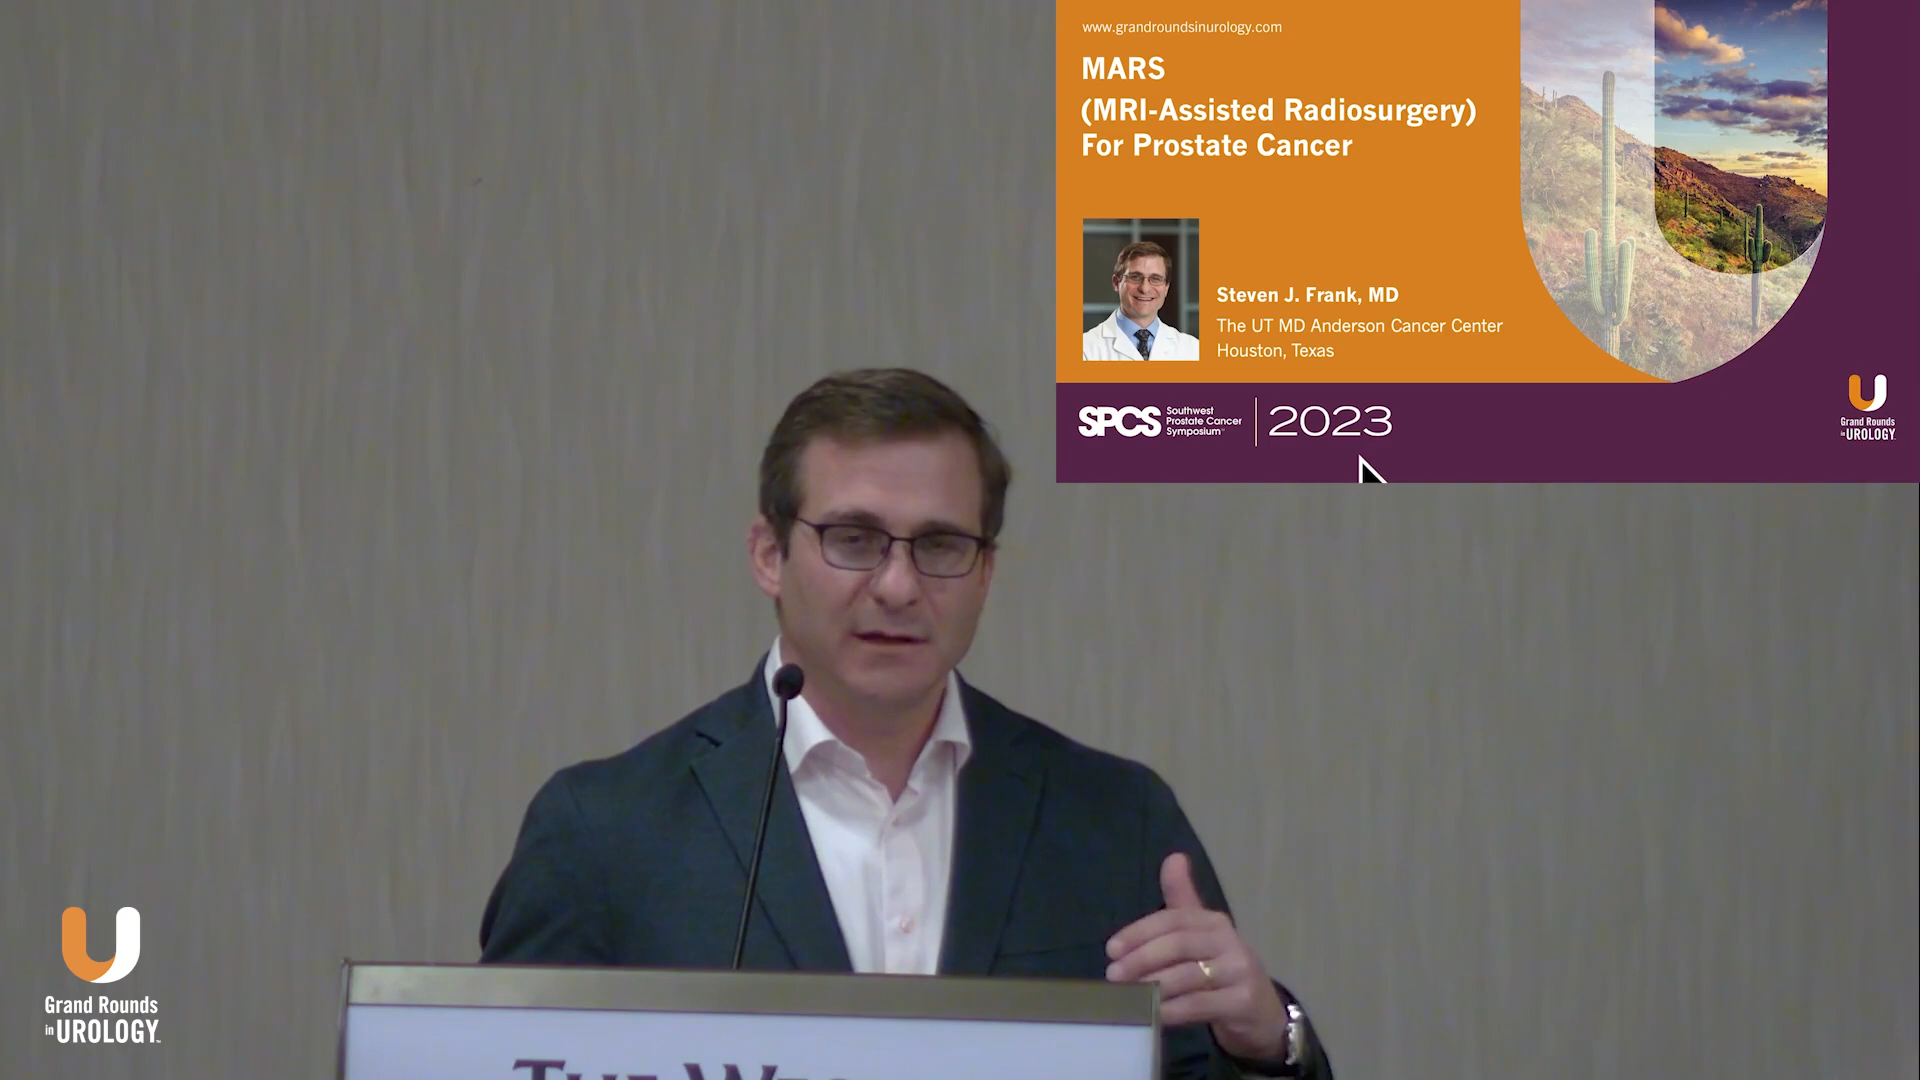 www.grandroundsinurology.com
MARS
(MRI-Assisted Radiosurgery)
For Prostate Cancer
Steven J. Frank, MD
The UT MD Anderson Cancer Center
Houston, Texas
SPCS
Southwest
Prostate Cancer
Symposium
2023
Grand Rounds
in UROLOGY
Grand Rounds
in UROLOGY
THE